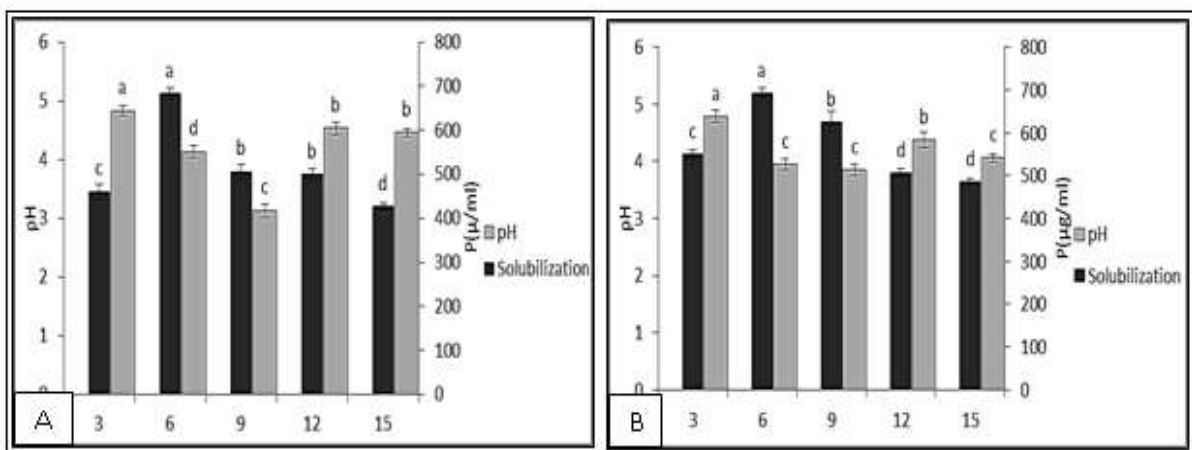 6 800
5 700
4 600
3 500
2 400
1 300
0 200
100
0
pH
P(µ/ml)
a a
d b b
c b b
c d
pH
Solubilization
3 6 9 12 15
A
6 800
5 700
4 600
3 500
2 400
1 300
0 200
100
0
pH
P(µg/ml)
a a b
c c c b
d d c
pH
Solubilization
3 6 9 12 15
B